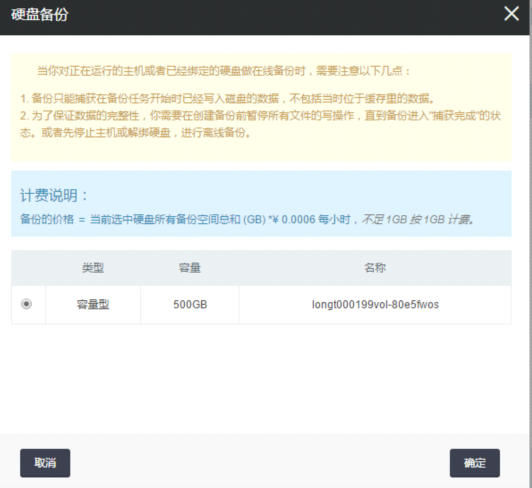 硬盘备份
当你对正在运行的主机或者已经绑定的硬盘做在线备份时，需要注意以下几点：
1. 备份只能捕获在备份任务开始时已经写入磁盘的数据，不包括当时位于缓存里的数据。
2. 为了保证数据的完整性，你需要在创建备份前暂停所有文件的写操作，直到备份进入"捕获完成"的状
态。或者先停止主机或解绑硬盘，进行离线备份。
计费说明：
备份的价格 = 当前选中硬盘所有备份空间总和 (GB) *¥ 0.0006 每小时，不足 1GB 按 1GB 计费。
类型 容量 名称
容量型 500GB longt000199vol-80e5fwos
取消 确定